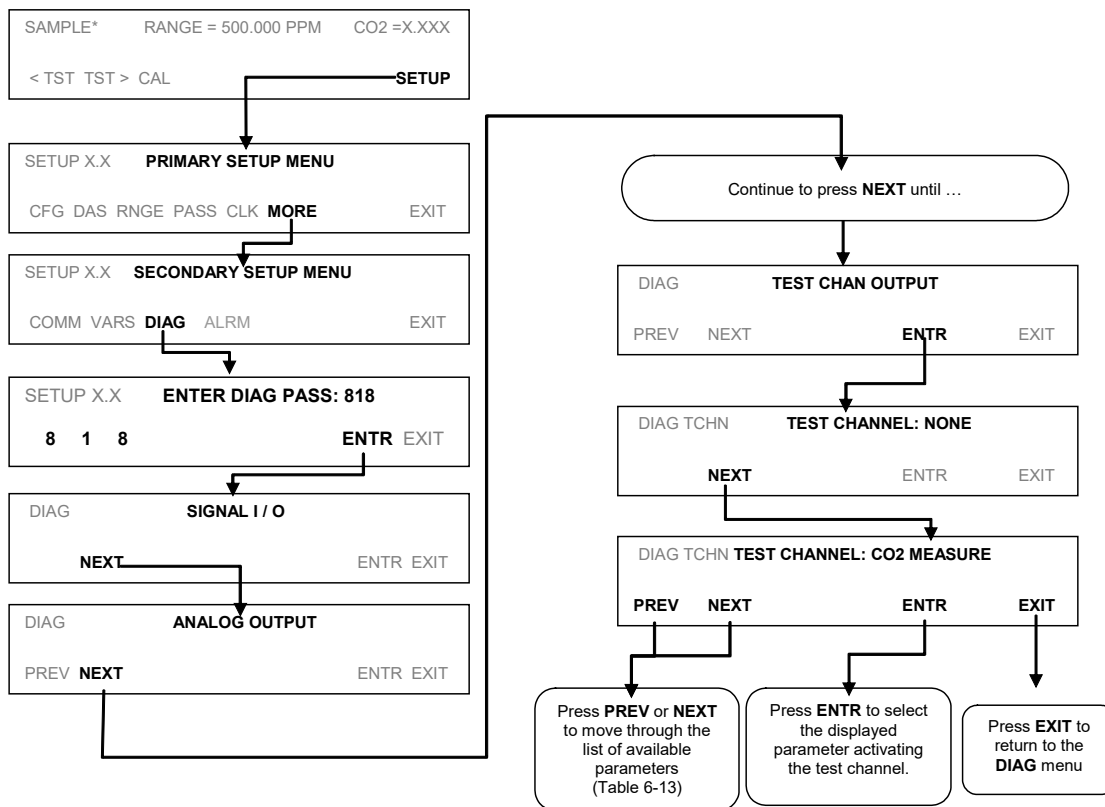 SAMPLE* RANGE = 500.000 PPM CO2 =X.XXX
< TST TST > CAL SETUP
SETUP X.X PRIMARY SETUP MENU
CFG DAS RNGE PASS CLK MORE EXIT
SETUP X.X SECONDARY SETUP MENU
COMM VARS DIAG ALRM EXIT
SETUP X.X ENTER DIAG PASS: 818
8 1 8 ENTR EXIT
DIAG SIGNAL I / O
NEXT ENTR EXIT
DIAG ANALOG OUTPUT
PREV NEXT ENTR EXIT
Continue to press NEXT until …
DIAG TEST CHAN OUTPUT
PREV NEXT ENTR EXIT
DIAG TCHN TEST CHANNEL: NONE
NEXT ENTR EXIT
DIAG TCHN TEST CHANNEL: CO2 MEASURE
PREV NEXT ENTR EXIT
Press PREV or NEXT
to move through the
list of available
parameters
(Table 6-13)
Press ENTR to select
the displayed
parameter activating
the test channel.
Press EXIT to
return to the
DIAG menu